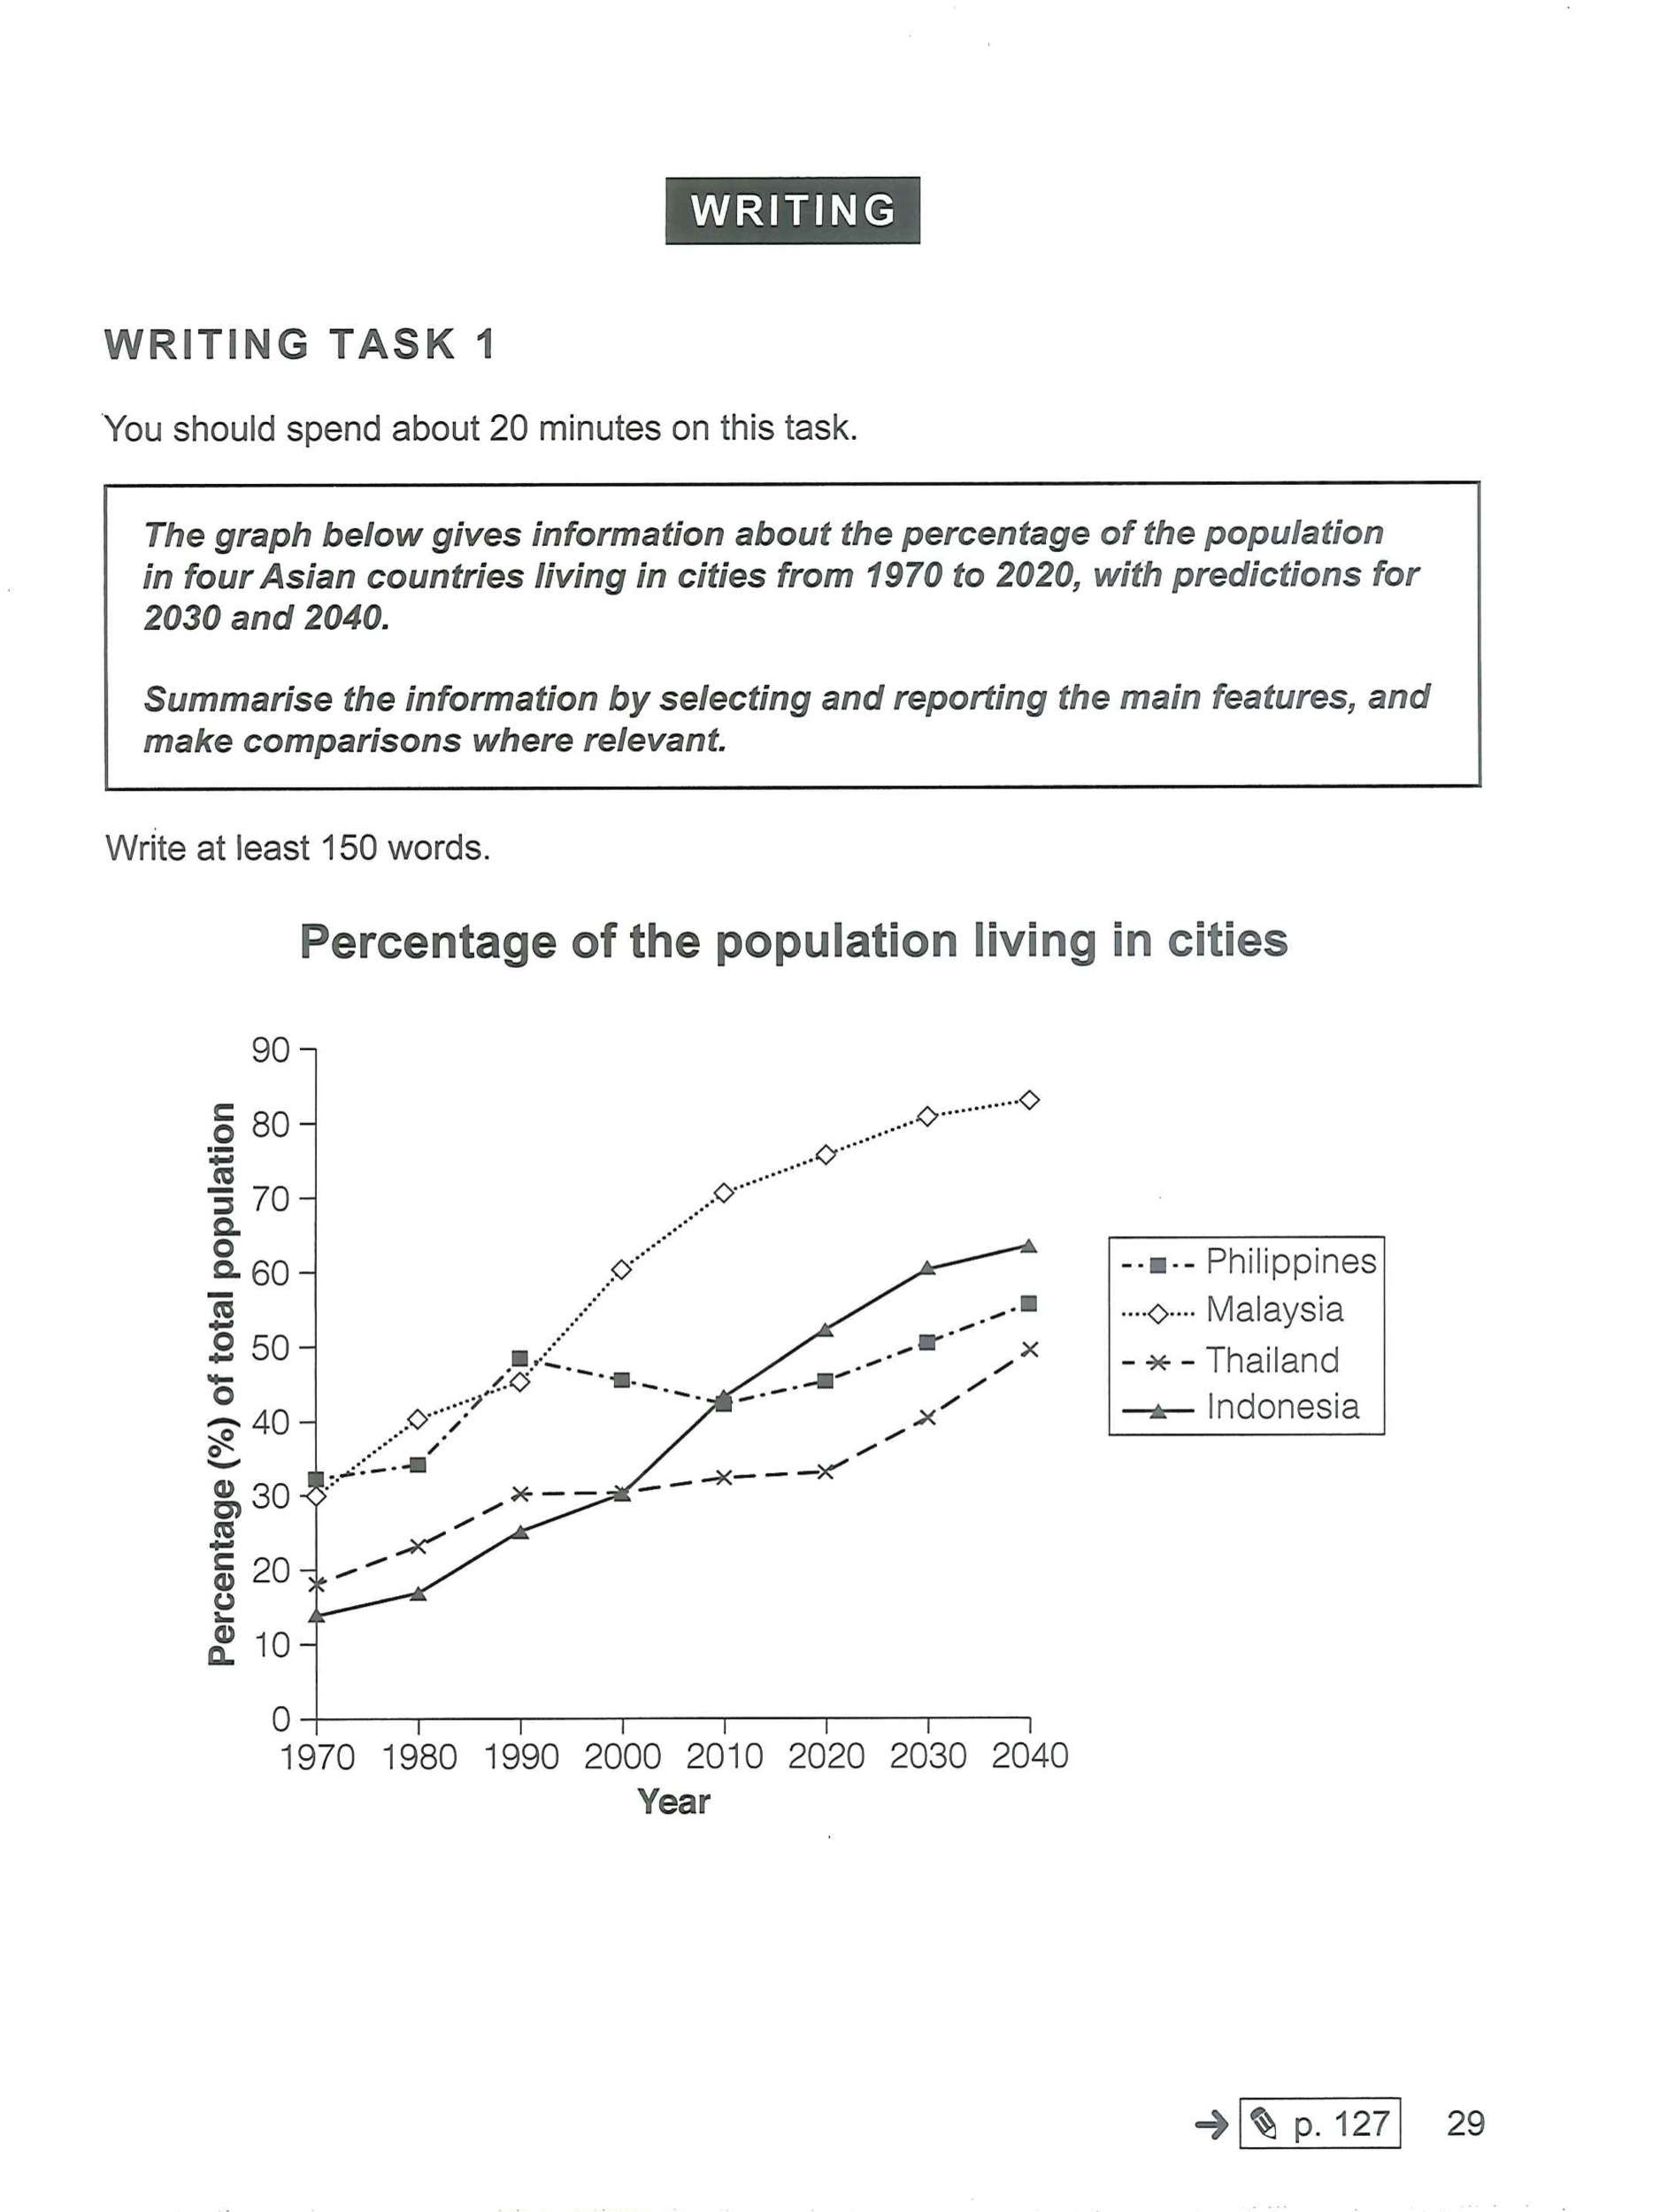 WRITING
WRITING TASK 1
You should spend about 20 minutes on this task.
The graph below gives information about the percentage of the population
in four Asian countries living in cities from 1970 to 2020, with predictions for
2030 and 2040.
Summarise the information by selecting and reporting the main features, and
make comparisons where relevant.
Write at least 150 words.
Percentage of the population living in cities
Percentage (%) of total population
90
80
70
60
50
40
30
20
10
0
1970 1980 1990 2000 2010 2020 2030 2040
Year
Philippines
Malaysia
Thailand
Indonesia
p. 127
29